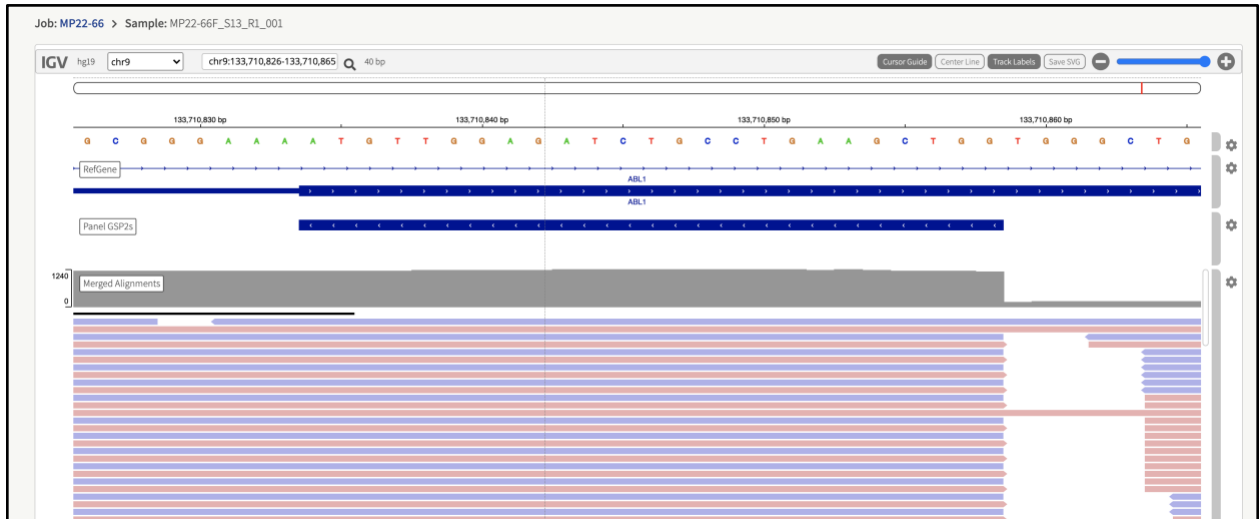 Job: MP22-66 > Sample: MP22-66F_S13_R1_001
IGV hg19 chr9 chr9:133,710,826-133,710,865 40 bp Cursor Guide Center Line Track Labels Save SVG
133,710,830 bp 133,710,840 bp 133,710,850 bp 133,710,860 bp
G C G G G A A A A T G T T G G A G A T C T G C C T G A A G C T G G T G G G C T G
RefGene
ABL1
ABL1
Panel GSP2s
1240
Merged Alignments
0